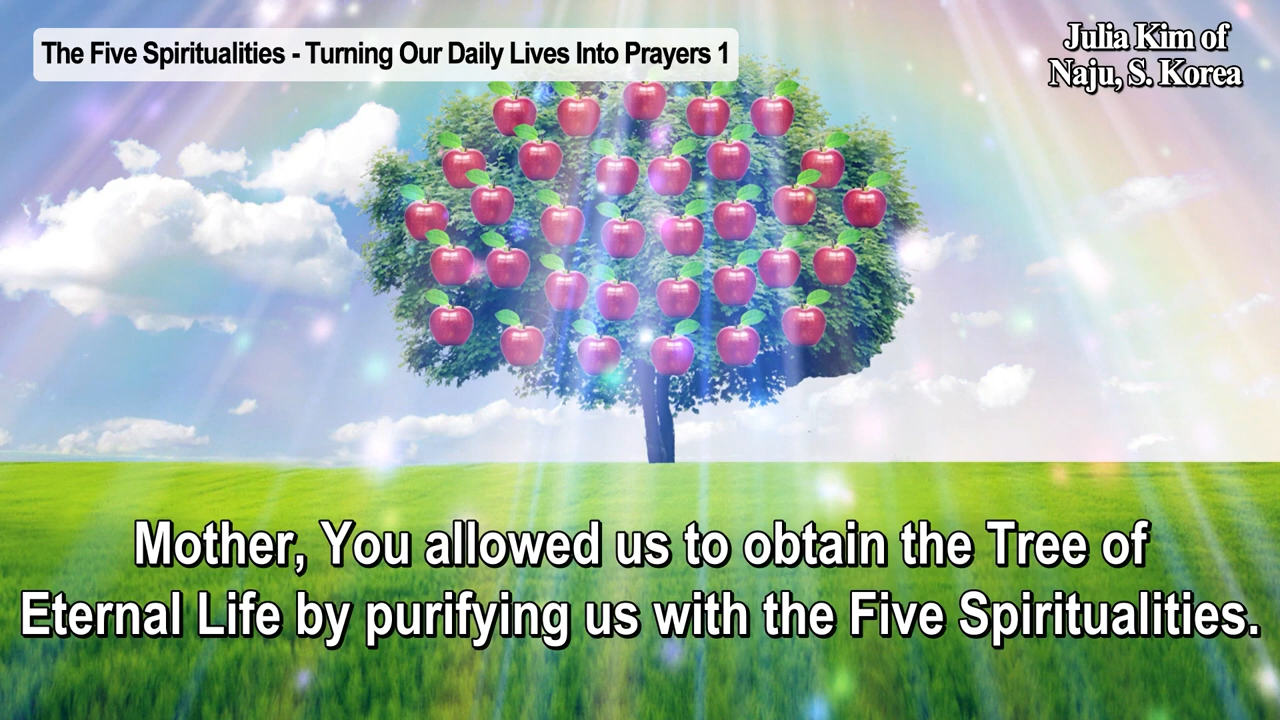 The Five Spiritualities - Turning Our Daily Lives Into Prayers 1
Julia Kim of
Naju, S. Korea
Mother, You allowed us to obtain the Tree of
Eternal Life by purifying us with the Five Spiritualities.